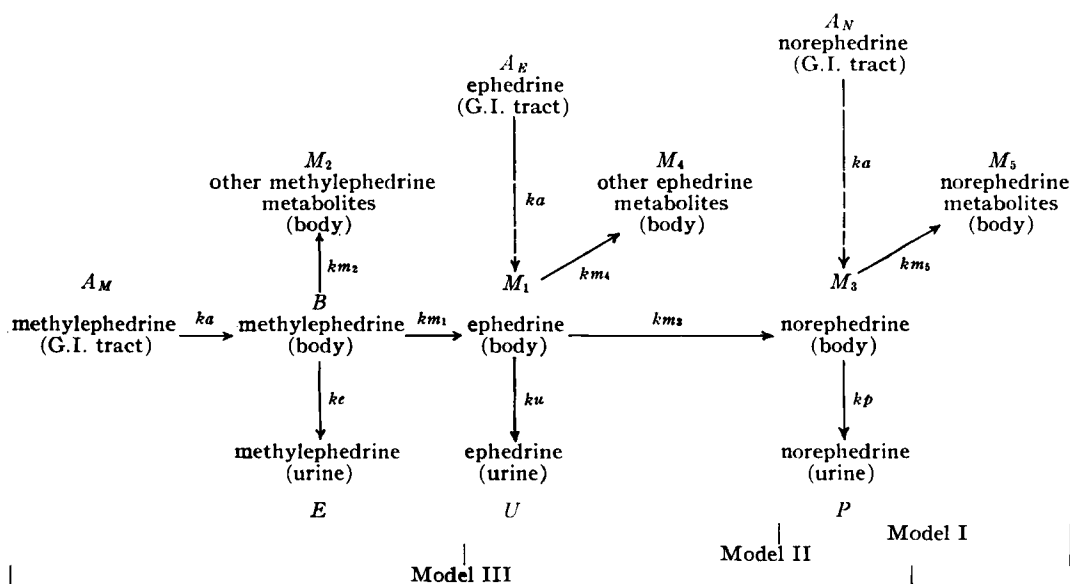 A_N
norephedrine
(G.I. tract)
A_E
ephedrine
(G.I. tract)
ka
ka
M_2
other methylephedrine
metabolites
(body)
M_4
other ephedrine
metabolites
(body)
M_5
norephedrine
metabolites
(body)
km_2
km_4
km_5
A_M
methylephedrine
(G.I. tract)
ka
B
methylephedrine
(body)
km_1
M_1
ephedrine
(body)
km_3
M_3
norephedrine
(body)
ke
ku
kp
methylephedrine
(urine)
E
ephedrine
(urine)
U
norephedrine
(urine)
P
Model I
Model II
Model III